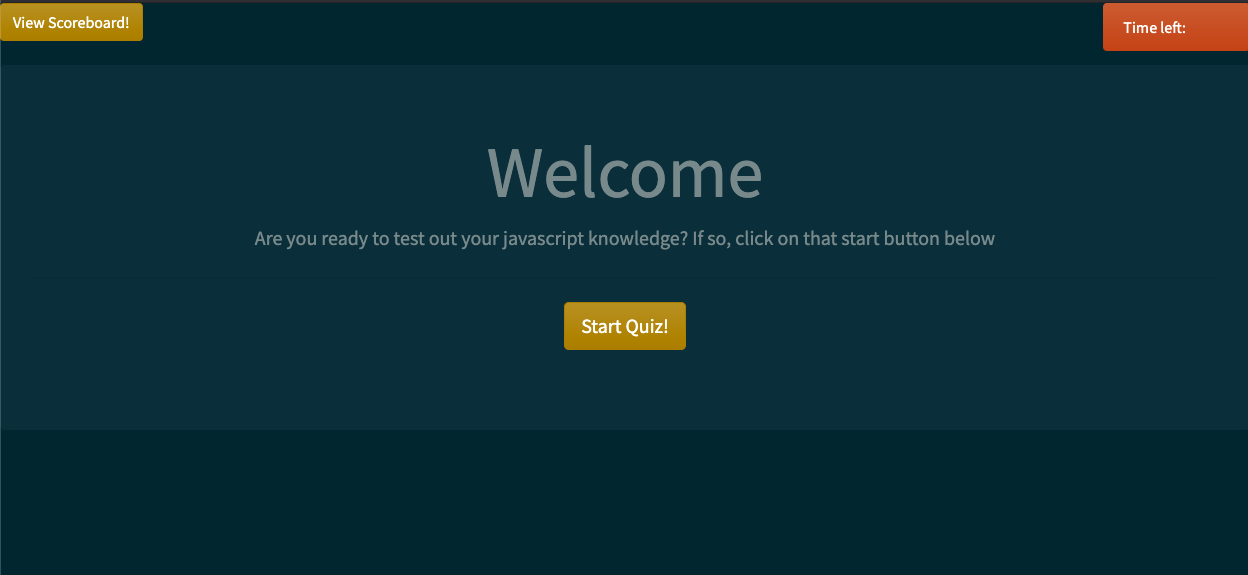 View Scoreboard!
Time left:
Welcome
Are you ready to test out your javascript knowledge? If so, click on that start button below
Start Quiz!